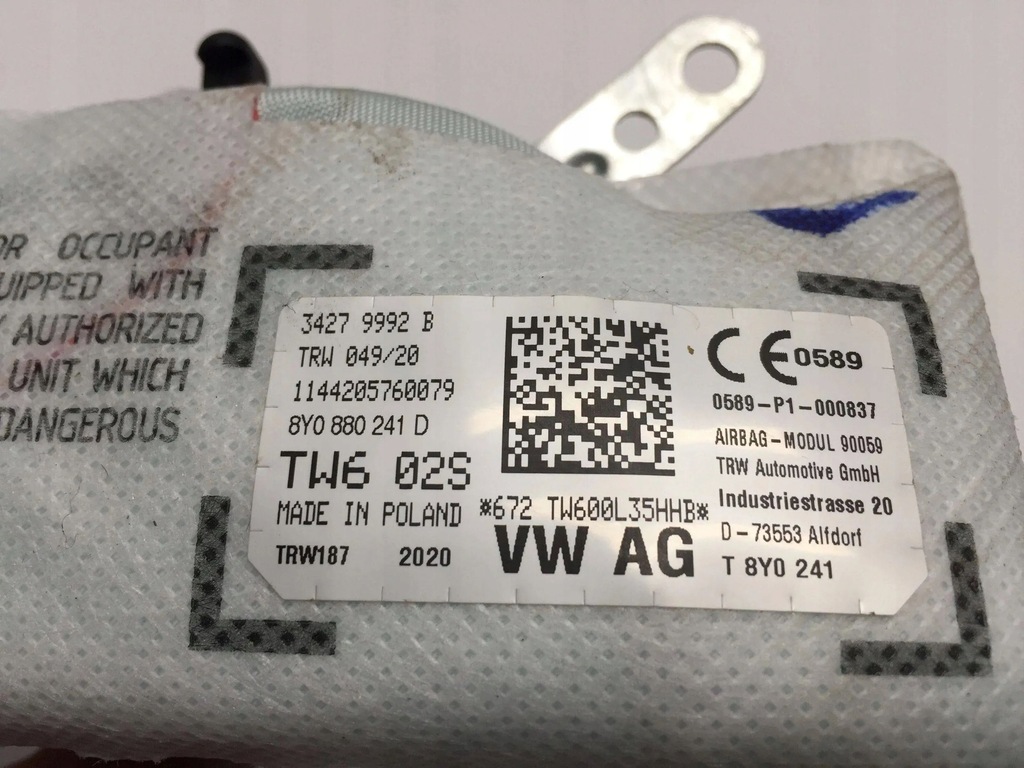 OR OCCUPANT
UIPPED WITH
Y AUTHORIZED
UNIT WHICH
DANGEROUS
3427 9992 B
TRW 049/20
1144205760079
8Y0 880 241 D
TW6 02S
MADE IN POLAND
TRW187 2020
*672 TW600L35HHB*
VW AG
CE 0589
0589-P1-000837
AIRBAG-MODUL 90059
TRW Automotive GmbH
Industriestrasse 20
D-73553 Alfdorf
T 8Y0 241